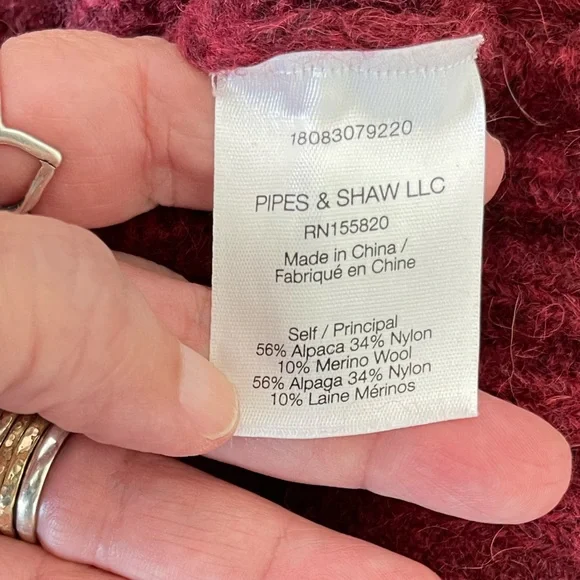 18083079220
PIPES & SHAW LLC
RN155820
Made in China /
Fabriqué en Chine
Self / Principal
56% Alpaca 34% Nylon
10% Merino Wool
56% Alpaga 34% Nylon
10% Laine Mérinos